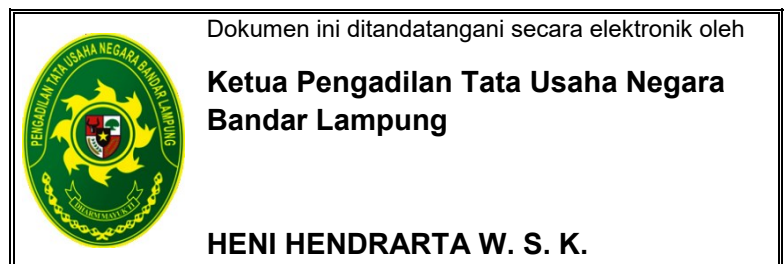 PENGADILAN TATA USAHA NEGARA BANDAR LAMPUNG
DHARMMAYUKTI
Dokumen ini ditandatangani secara elektronik oleh
Ketua Pengadilan Tata Usaha Negara
Bandar Lampung
HENI HENDRARTA W. S. K.